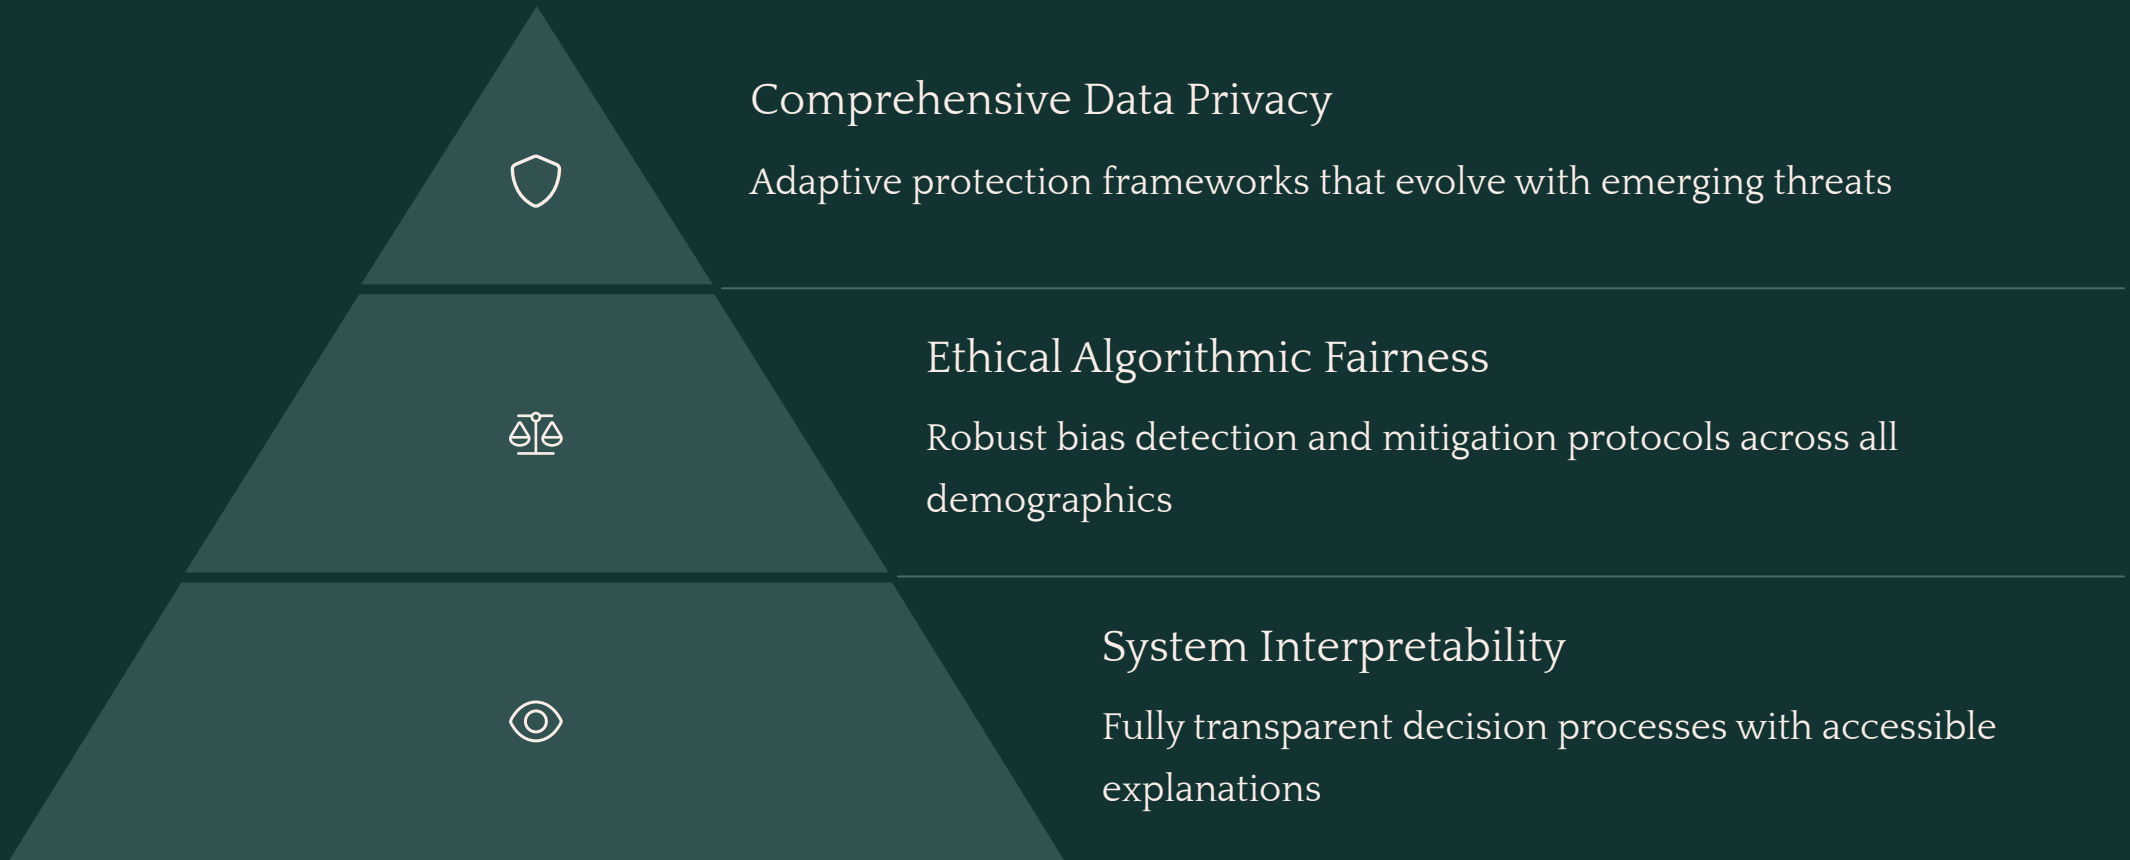 Comprehensive Data Privacy
Adaptive protection frameworks that evolve with emerging threats
Ethical Algorithmic Fairness
Robust bias detection and mitigation protocols across all
demographics
System Interpretability
Fully transparent decision processes with accessible
explanations